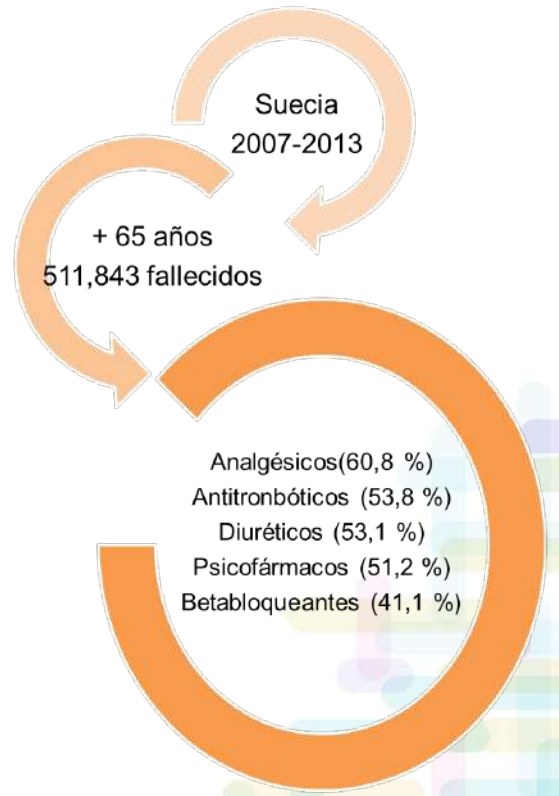 Suecia
2007-2013
+ 65 años
511,843 fallecidos
Analgésicos(60,8 %)
Antitronbóticos (53,8 %)
Diuréticos (53,1 %)
Psicofármacos (51,2 %)
Betabloqueantes (41,1 %)